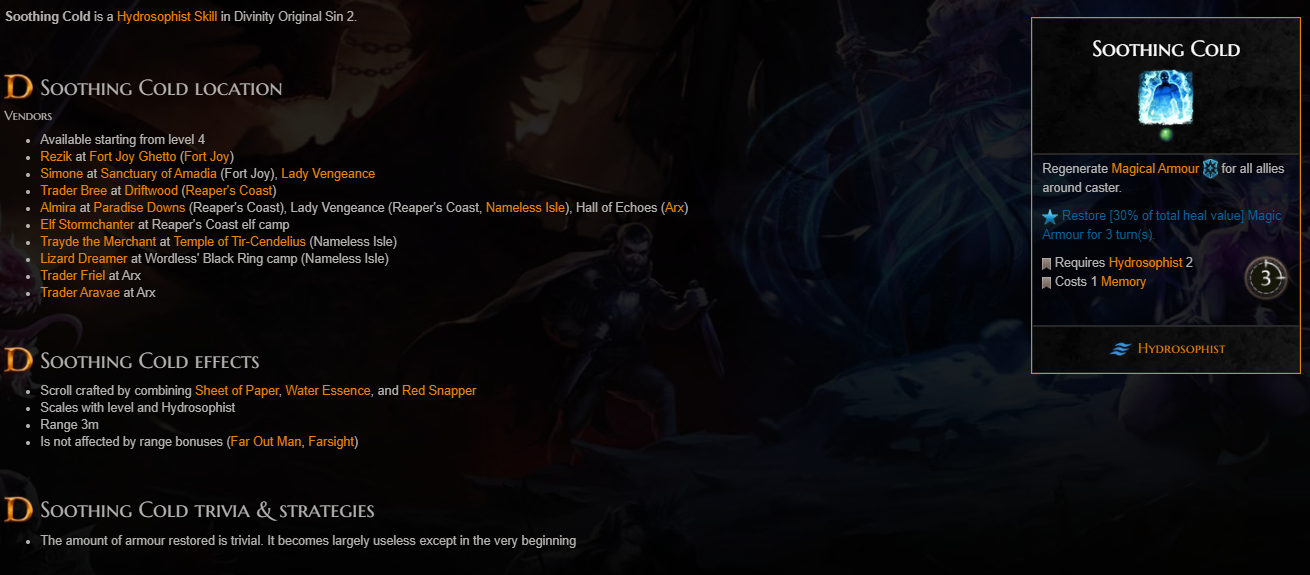 Soothing Cold is a Hydrosophist Skill in Divinity Original Sin 2.
D Soothing Cold location
Vendors
Available starting from level 4
Rezik at Fort Joy Ghetto (Fort Joy)
Simone at Sanctuary of Amadia (Fort Joy), Lady Vengeance
Trader Bree at Driftwood (Reaper's Coast)
Almira at Paradise Downs (Reaper's Coast), Lady Vengeance (Reaper's Coast, Nameless Isle), Hall of Echoes (Arx)
Elf Stormchanter at Reaper's Coast elf camp
Trayde the Merchant at Temple of Tir-Cendelius (Nameless Isle)
Lizard Dreamer at Wordless' Black Ring camp (Nameless Isle)
Trader Friel at Arx
Trader Aravae at Arx
D Soothing Cold effects
Scroll crafted by combining Sheet of Paper, Water Essence, and Red Snapper
Scales with level and Hydrosophist
Range 3m
Is not affected by range bonuses (Far Out Man, Farsight)
D Soothing Cold trivia & strategies
The amount of armour restored is trivial. It becomes largely useless except in the very beginning
Soothing Cold
Regenerate Magical Armour for all allies
around caster.
Restore [30% of total heal value] Magic
Armour for 3 turn(s).
Requires Hydrosophist 2
Costs 1 Memory
3
Hydrosophist